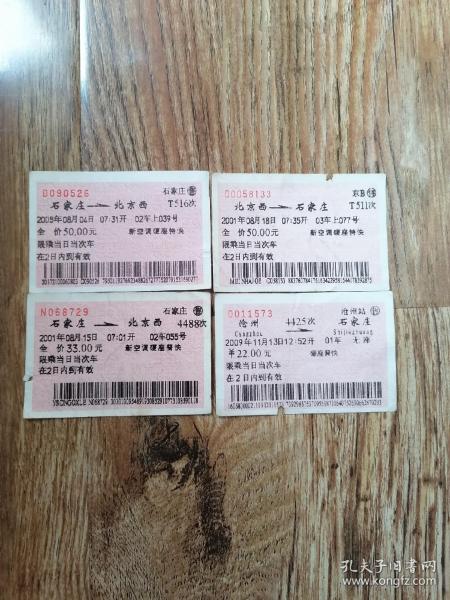 D090526 石家庄 售
石家庄 → 北京西 T516次
2005年08月04日 07:31开 02车上039号
全价50.00元 新空调硬座特快
限乘当日当次车
在2日内到有效
D0058133 京B 售
北京西 → 石家庄 T511次
2001年08月18日 07:35开 03车上077号
全价50.00元 新空调硬座特快
限乘当日当次车
在2日内到有效
N068729 石家庄 售
石家庄 → 北京西 4488次
2001年08月15日 07:01开 02车055号
全价33.00元 新空调硬座普快
限乘当日当次车
在2日内到有效
0011573 沧州站 售
沧州 4425次 石家庄
Cangzhou Shijiazhuang
2009年11月13日12:52开 01车 无座
¥22.00元 硬座普快
限乘当日当次车
在2日内到有效
孔夫子旧书网
www.kongfz.com